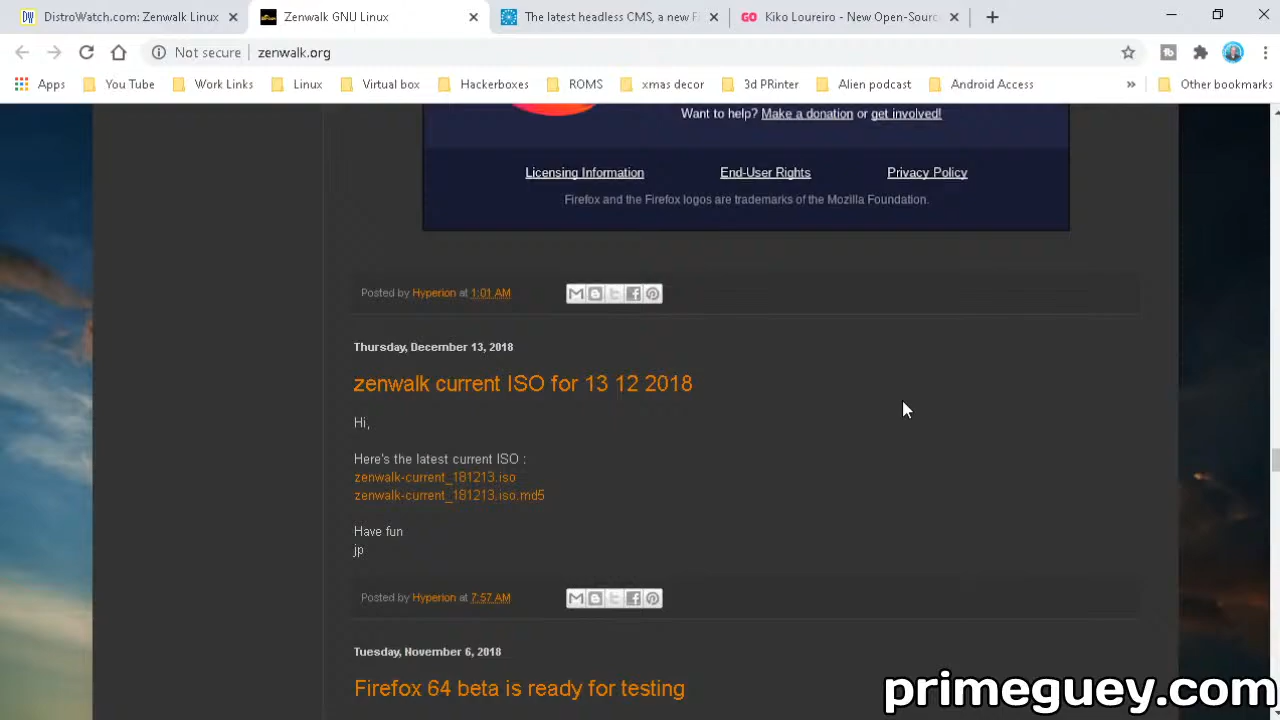 DistroWatch.com: Zenwalk Linux
Zenwalk GNU Linux
The latest headless CMS, a new l
Kiko Loureiro - New Open-Sourc
Not secure
zenwalk.org
Apps
You Tube
Work Links
Linux
Virtual box
Hackerboxes
ROMS
xmas decor
3d PRinter
Alien podcast
Android Access
»
Other bookmarks
Want to help? Make a donation or get involved!
Licensing Information
End-User Rights
Privacy Policy
Firefox and the Firefox logos are trademarks of the Mozilla Foundation.
Posted by Hyperion at 1:01 AM
Thursday, December 13, 2018
zenwalk current ISO for 13 12 2018
Hi,
Here's the latest current ISO :
zenwalk-current_181213.iso
zenwalk-current_181213.iso.md5
Have fun
jp
Posted by Hyperion at 7:57 AM
Tuesday, November 6, 2018
Firefox 64 beta is ready for testing
primeguey.com